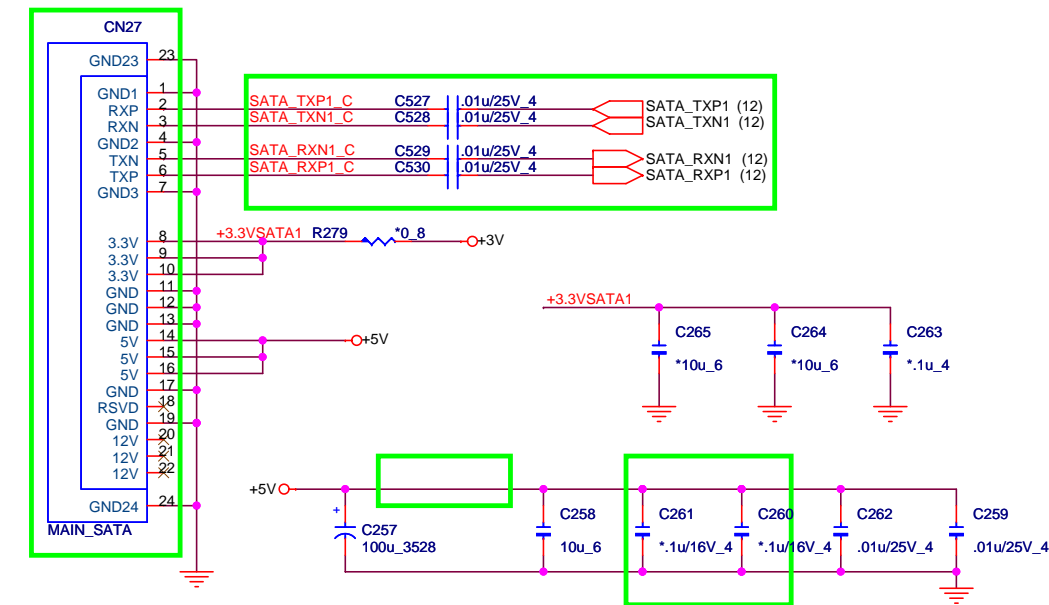 CN27
GND23 23
GND1 1
RXP 2 SATA_TXP1_C C527 .01u/25V_4 SATA_TXP1 (12)
RXN 3 SATA_TXN1_C C528 .01u/25V_4 SATA_TXN1 (12)
GND2 4
TXN 5 SATA_RXN1_C C529 .01u/25V_4 SATA_RXN1 (12)
TXP 6 SATA_RXP1_C C530 .01u/25V_4 SATA_RXP1 (12)
GND3 7
3.3V 8 +3.3VSATA1 R279 *0_8 +3V
3.3V 9
3.3V 10
GND 11
GND 12
GND 13
5V 14 +5V
5V 15
5V 16
GND 17
RSVD 18
GND 19
12V 20
12V 21
12V 22
GND24 24
MAIN_SATA
+3.3VSATA1
C265 C264 C263
*10u_6 *10u_6 *.1u_4
+5V
+
C257 C258 C261 C260 C262 C259
100u_3528 10u_6 *.1u/16V_4 *.1u/16V_4 .01u/25V_4 .01u/25V_4